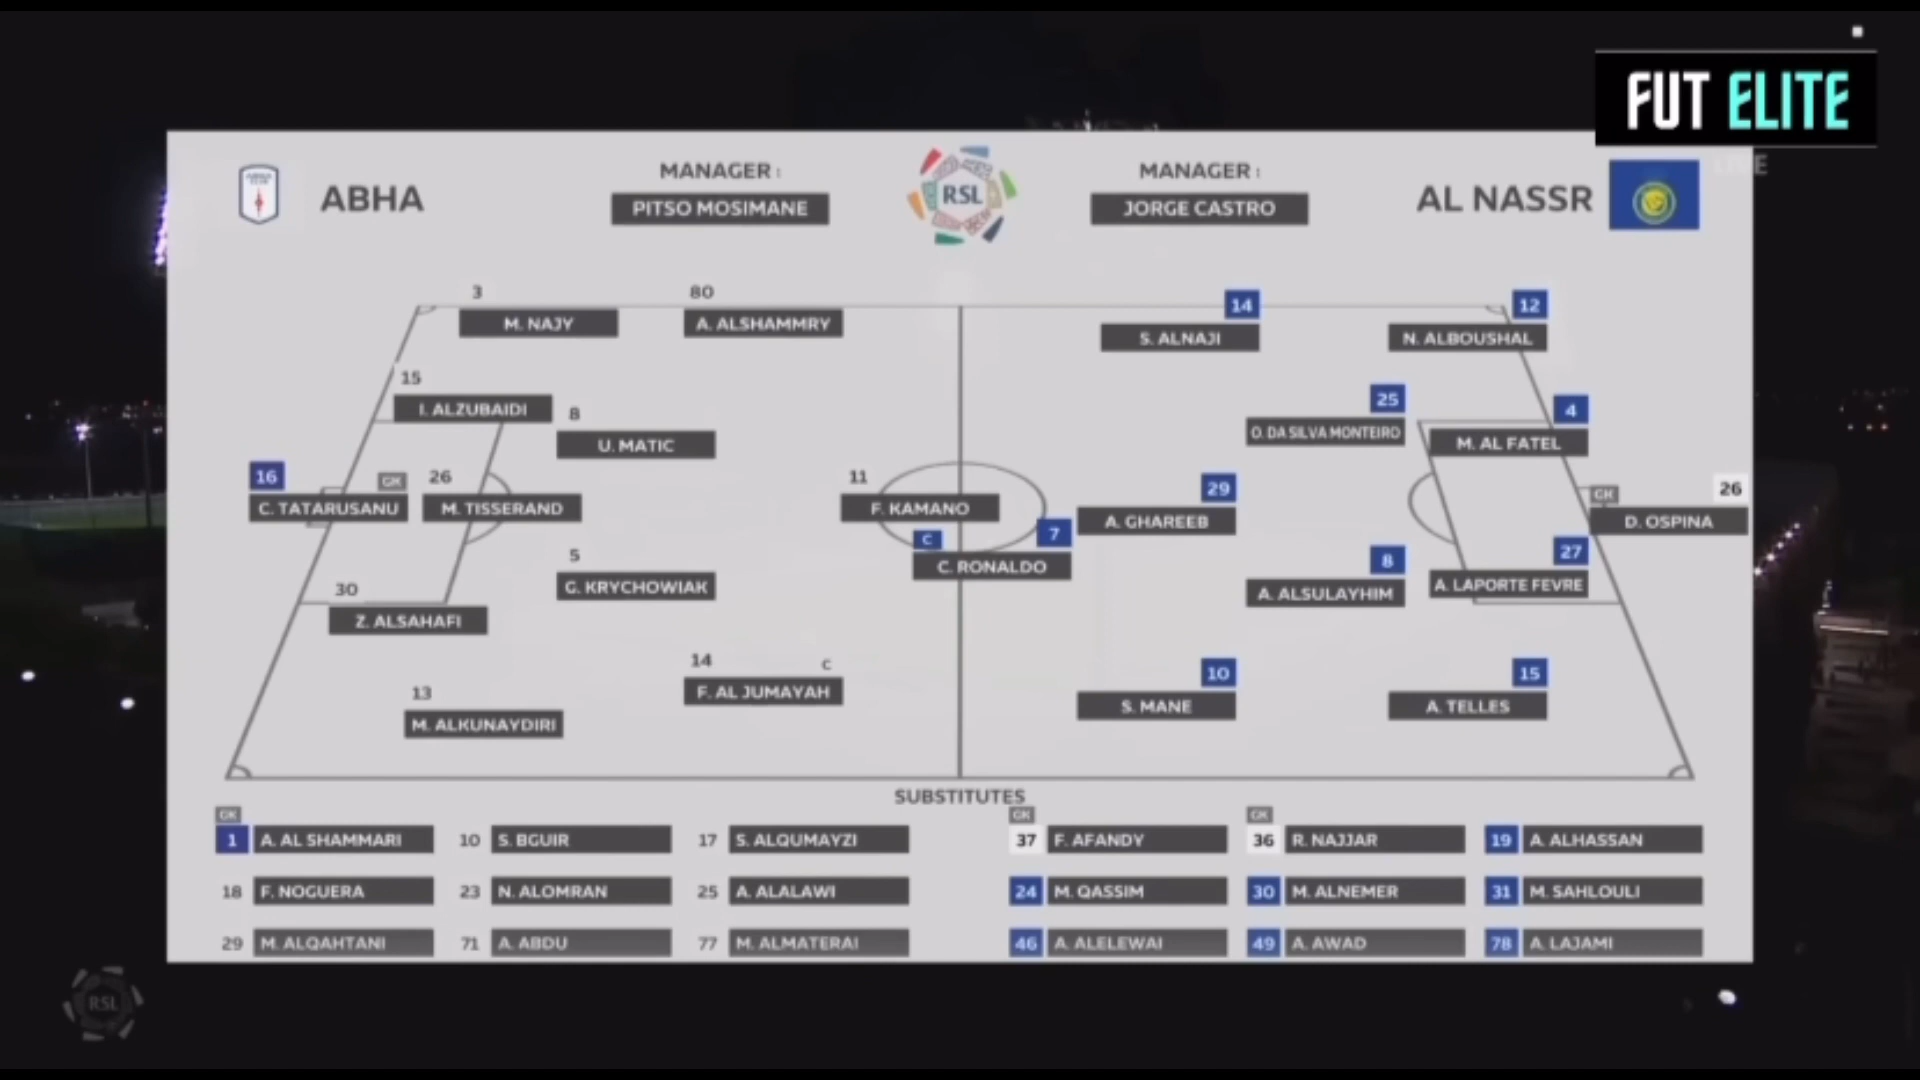 FUT ELITE
ABHA
MANAGER :
PITSO MOSIMANE
RSL
MANAGER :
JORGE CASTRO
AL NASSR
3
M. NAJY
80
A. ALSHAMMRY
14
S. ALNAJI
12
N. ALBOUSHAL
15
I. ALZUBAIDI
8
U. MATIC
25
O. DA SILVA MONTEIRO
4
M. AL FATEL
16
GK
C. TATARUSANU
26
M. TISSERAND
11
F. KAMANO
29
A. GHAREEB
GK
26
D. OSPINA
C
7
C. RONALDO
5
G. KRYCHOWIAK
8
A. ALSULAYHIM
27
A. LAPORTE FEVRE
30
Z. ALSAHAFI
14
C
F. AL JUMAYAH
10
S. MANE
15
A. TELLES
13
M. ALKUNAYDIRI
SUBSTITUTES
GK
1 A. AL SHAMMARI
10 S. BGUIR
17 S. ALQUMAYZI
GK
37 F. AFANDY
GK
36 R. NAJJAR
19 A. ALHASSAN
18 F. NOGUERA
23 N. ALOMRAN
25 A. ALALAWI
24 M. QASSIM
30 M. ALNEMER
31 M. SAHLOULI
29 M. ALQAHTANI
71 A. ABDU
77 M. ALMATERAI
46 A. ALELEWAI
49 A. AWAD
78 A. LAJAMI
RSL